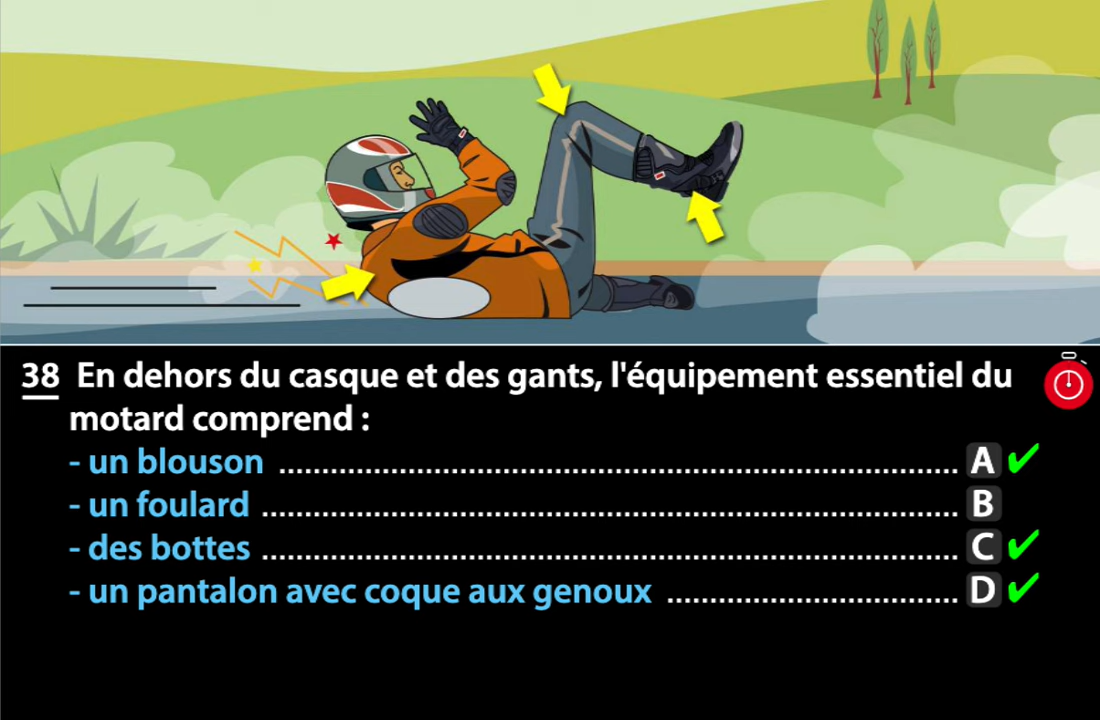 38 En dehors du casque et des gants, l'équipement essentiel du
motard comprend :
- un blouson ........................................................................ A ✔
- un foulard .......................................................................... B
- des bottes .......................................................................... C ✔
- un pantalon avec coque aux genoux ............................... D ✔